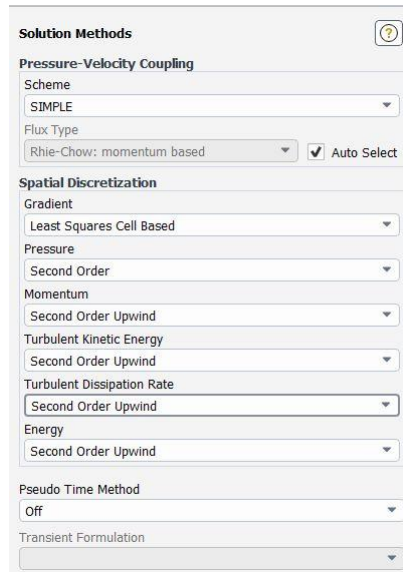 Solution Methods
?
Pressure-Velocity Coupling
Scheme
SIMPLE
Flux Type
Rhie-Chow: momentum based
Auto Select
Spatial Discretization
Gradient
Least Squares Cell Based
Pressure
Second Order
Momentum
Second Order Upwind
Turbulent Kinetic Energy
Second Order Upwind
Turbulent Dissipation Rate
Second Order Upwind
Energy
Second Order Upwind
Pseudo Time Method
Off
Transient Formulation